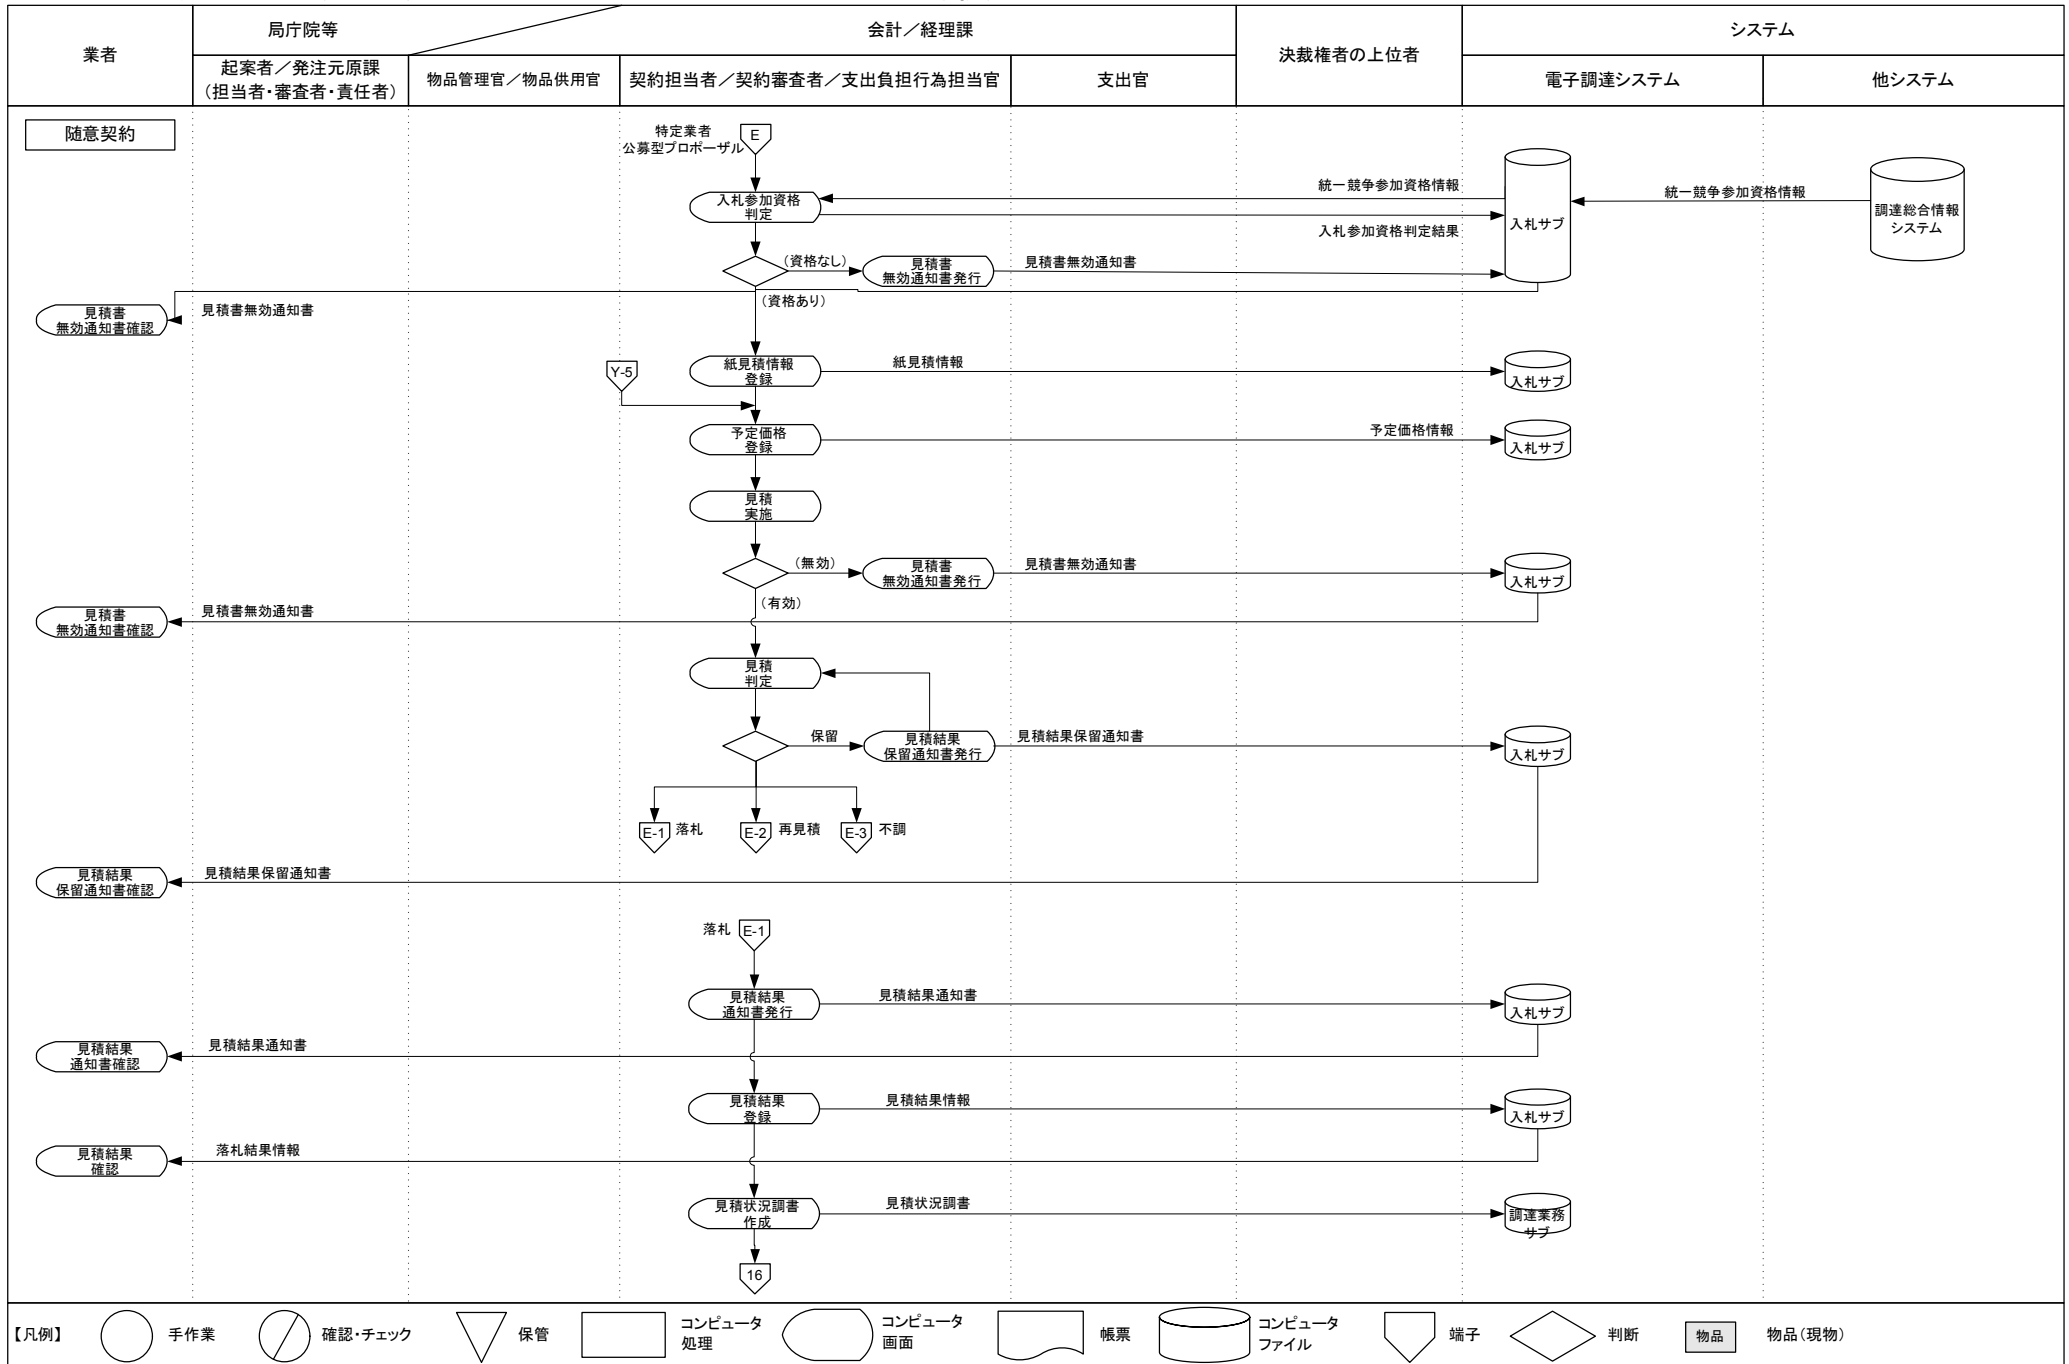 業者
局庁院等
会計／経理課
決裁権者の上位者
システム
起案者／発注元原課
（担当者・審査者・責任者）
物品管理官／物品供用官
契約担当者／契約審査者／支出負担行為担当官
支出官
電子調達システム
他システム
随意契約
特定業者
公募型プロポーザル
E
入札参加資格
判定
統一競争参加資格情報
入札参加資格判定結果
入札サブ
統一競争参加資格情報
調達総合情報
システム
（資格なし）
見積書
無効通知書発行
見積書無効通知書
（資格あり）
見積書
無効通知書確認
見積書無効通知書
Y-5
紙見積情報
登録
紙見積情報
入札サブ
予定価格
登録
予定価格情報
入札サブ
見積
実施
（無効）
見積書
無効通知書発行
見積書無効通知書
入札サブ
（有効）
見積書
無効通知書確認
見積書無効通知書
見積
判定
保留
見積結果
保留通知書発行
見積結果保留通知書
入札サブ
E-1
落札
E-2
再見積
E-3
不調
見積結果
保留通知書確認
見積結果保留通知書
落札
E-1
見積結果
通知書発行
見積結果通知書
入札サブ
見積結果
通知書確認
見積結果通知書
見積結果
登録
見積結果情報
入札サブ
見積結果
確認
落札結果情報
見積状況調書
作成
見積状況調書
調達業務
サブ
16
【凡例】
手作業
確認・チェック
保管
コンピュータ
処理
コンピュータ
画面
帳票
コンピュータ
ファイル
端子
判断
物品
物品（現物）